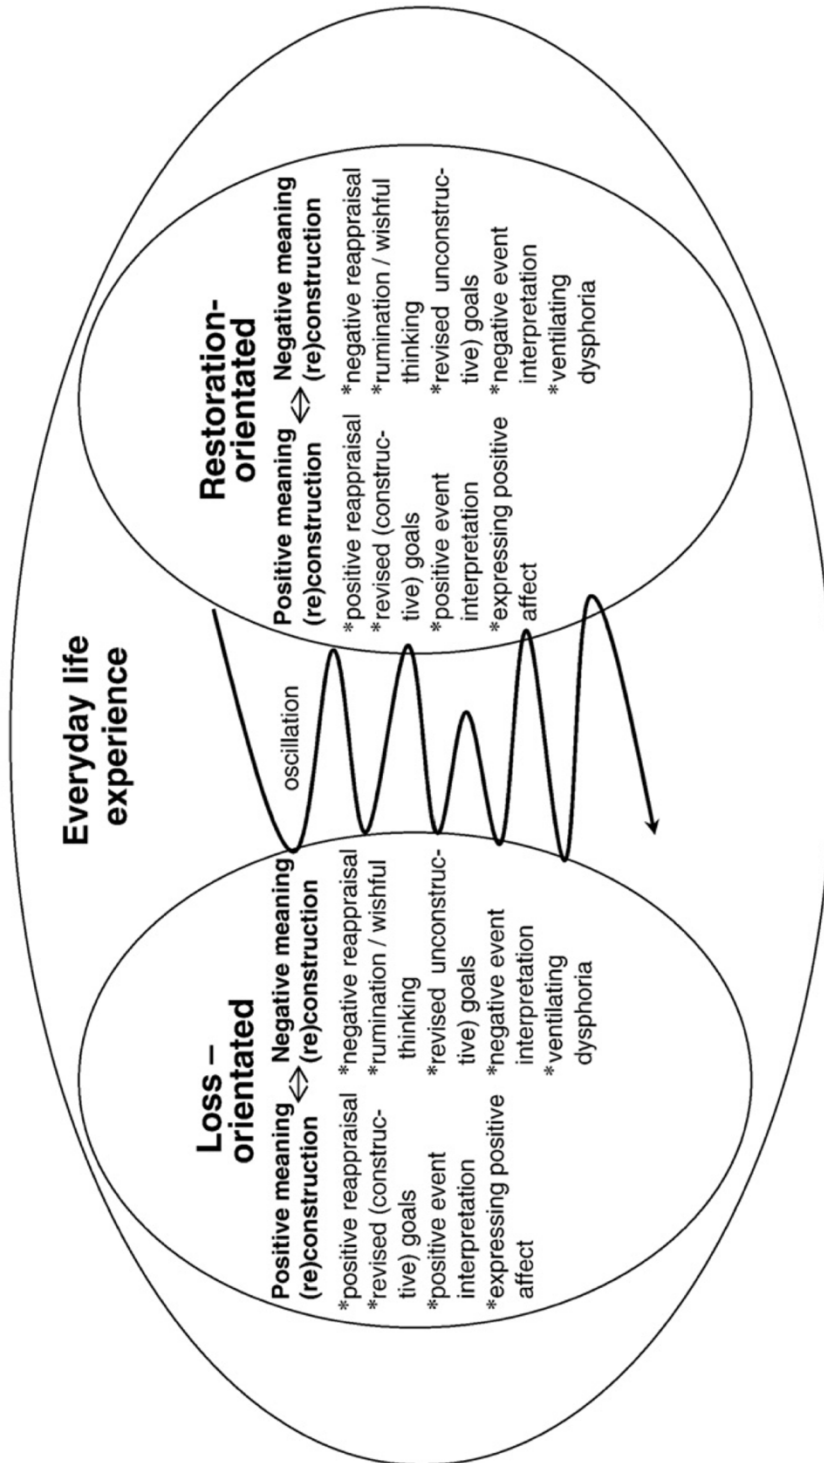 Everyday life
experience
Loss –
orientated
Positive meaning
(re)construction
⇔
Negative meaning
(re)construction
*positive reappraisal
*revised (construc-
tive) goals
*positive event
interpretation
*expressing positive
affect
*negative reappraisal
*rumination / wishful
thinking
*revised unconstruc-
tive) goals
*negative event
interpretation
*ventilating
dysphoria
oscillation
Restoration-
orientated
Positive meaning
(re)construction
⇔
Negative meaning
(re)construction
*positive reappraisal
*revised (construc-
tive) goals
*positive event
interpretation
*expressing positive
affect
*negative reappraisal
*rumination / wishful
thinking
*revised unconstruc-
tive) goals
*negative event
interpretation
*ventilating
dysphoria